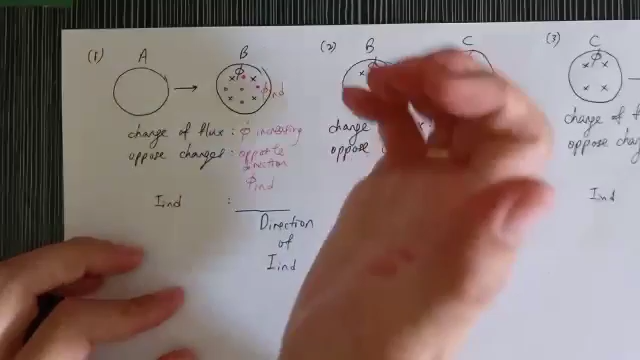 (1) A B
ϕ
ϕind
change of flux : ϕ increasing
oppose changes : opposite
direction
ϕind
Iind :
Direction
of
Iind
(2) B C
change
oppose
(3) C
ϕ
change of f
oppose chang
Iind